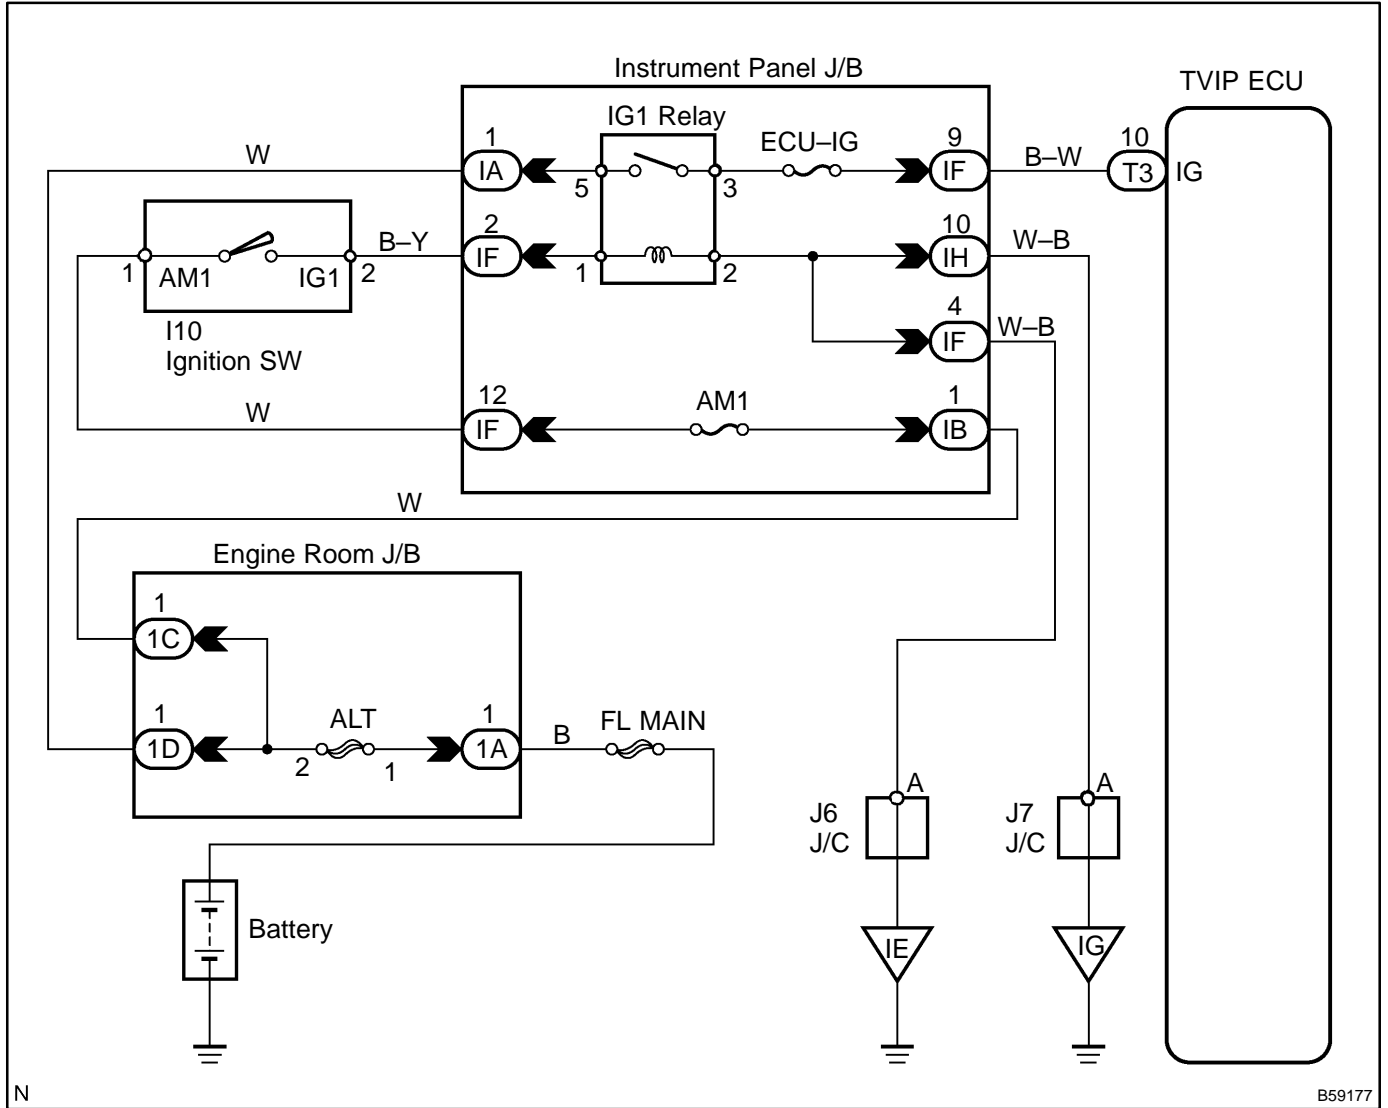 Instrument Panel J/B
TVIP ECU
IG1 Relay
1
IA
W
5
3
ECU–IG
9
IF
B–W
10
T3
IG
1
AM1
IG1
2
B–Y
2
IF
1
2
10
IH
W–B
4
IF
W–B
I10
Ignition SW
W
12
IF
AM1
1
IB
W
Engine Room J/B
1
1C
1
1D
2
ALT
1
1
1A
B
FL MAIN
A
J6
J/C
A
J7
J/C
Battery
IE
IG
N
B59177